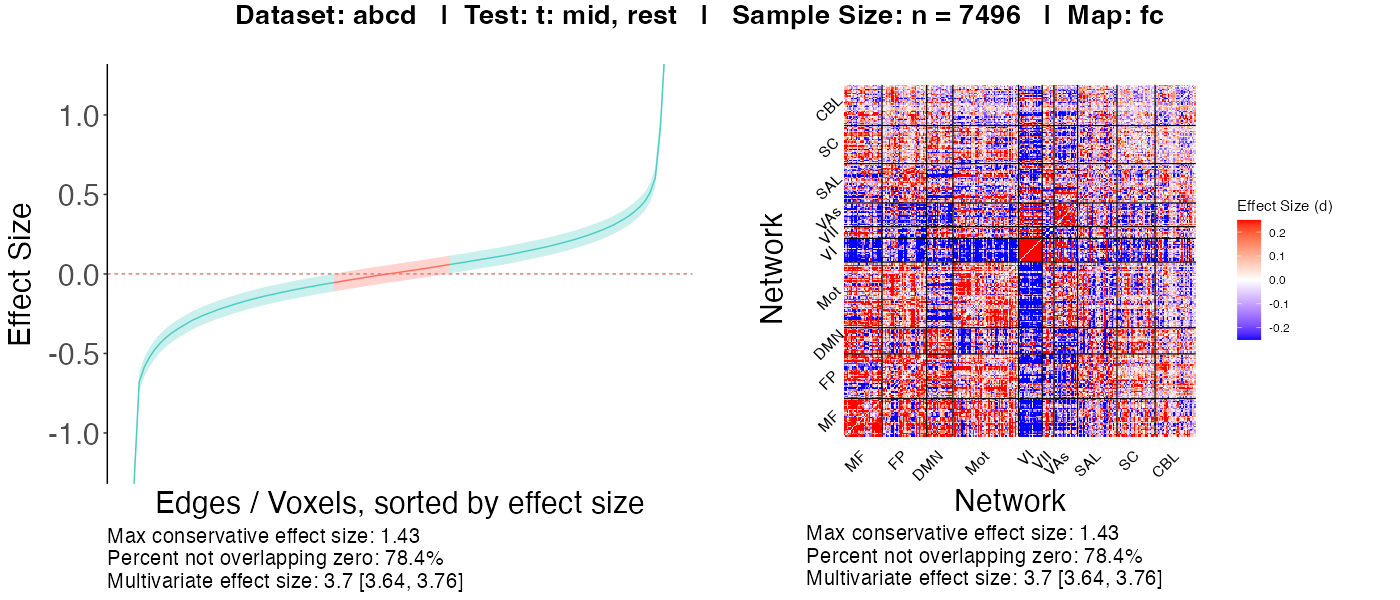 Dataset: abcd | Test: t: mid, rest | Sample Size: n = 7496 | Map: fc
Effect Size
1.0
0.5
0.0
-0.5
-1.0
Edges / Voxels, sorted by effect size
Max conservative effect size: 1.43
Percent not overlapping zero: 78.4%
Multivariate effect size: 3.7 [3.64, 3.76]
Network
CBL
SC
SAL
VAs
VII
VI
Mot
DMN
FP
MF
MF
FP
DMN
Mot
VI
VII
VAs
SAL
SC
CBL
Network
Max conservative effect size: 1.43
Percent not overlapping zero: 78.4%
Multivariate effect size: 3.7 [3.64, 3.76]
Effect Size (d)
0.2
0.1
0.0
-0.1
-0.2